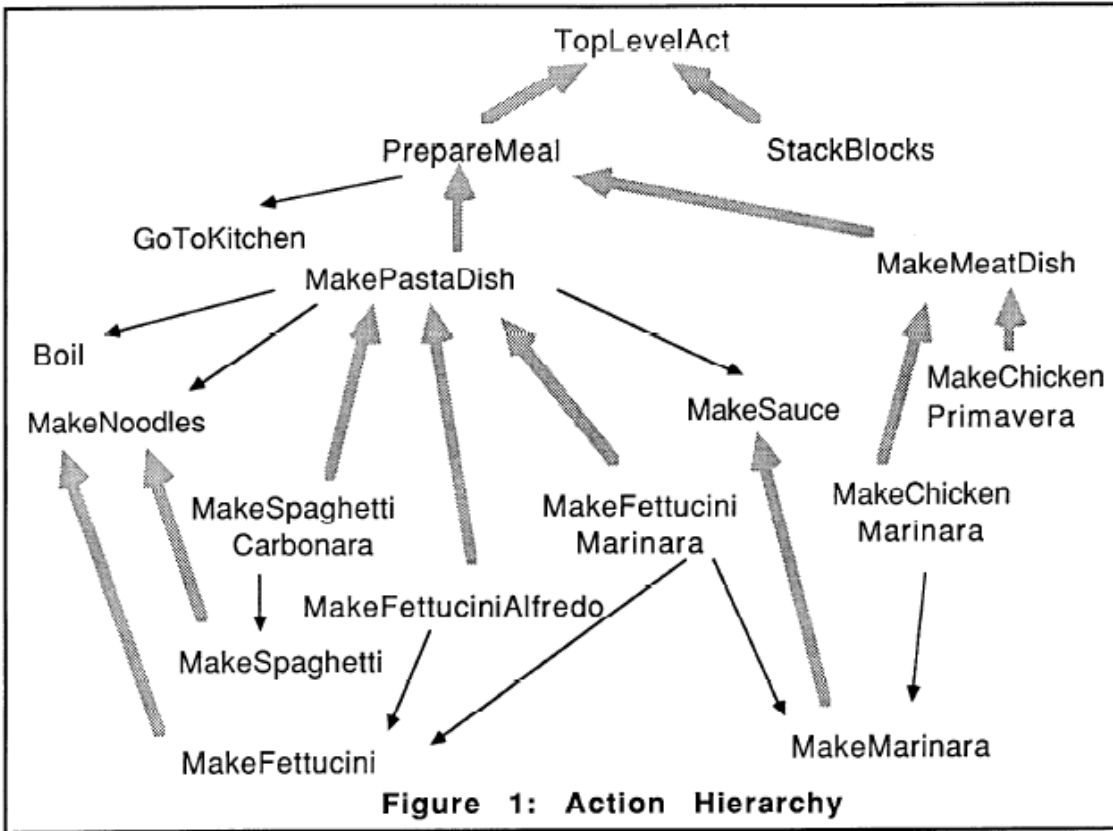 TopLevelAct
PrepareMeal
StackBlocks
GoToKitchen
MakeMeatDish
MakePastaDish
Boil
MakeChicken
Primavera
MakeNoodles
MakeSauce
MakeSpaghetti
Carbonara
MakeFettucini
Marinara
MakeChicken
Marinara
MakeFettuciniAlfredo
MakeSpaghetti
MakeFettucini
MakeMarinara
Figure 1: Action Hierarchy